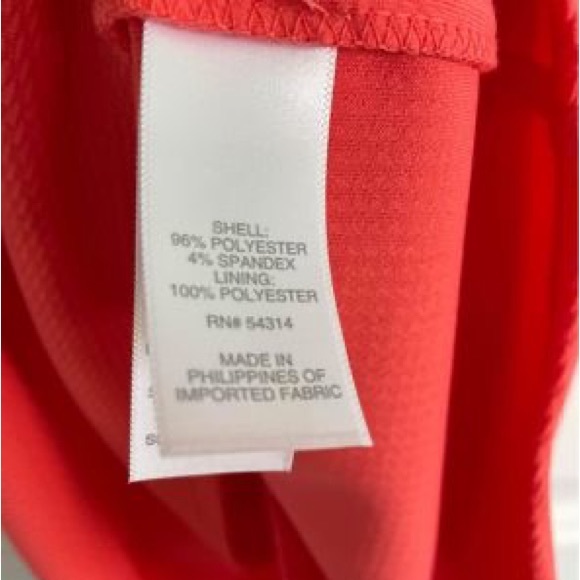 SHELL:
96% POLYESTER
4% SPANDEX
LINING:
100% POLYESTER
RN# 54314
MADE IN
PHILIPPINES OF
IMPORTED FABRIC